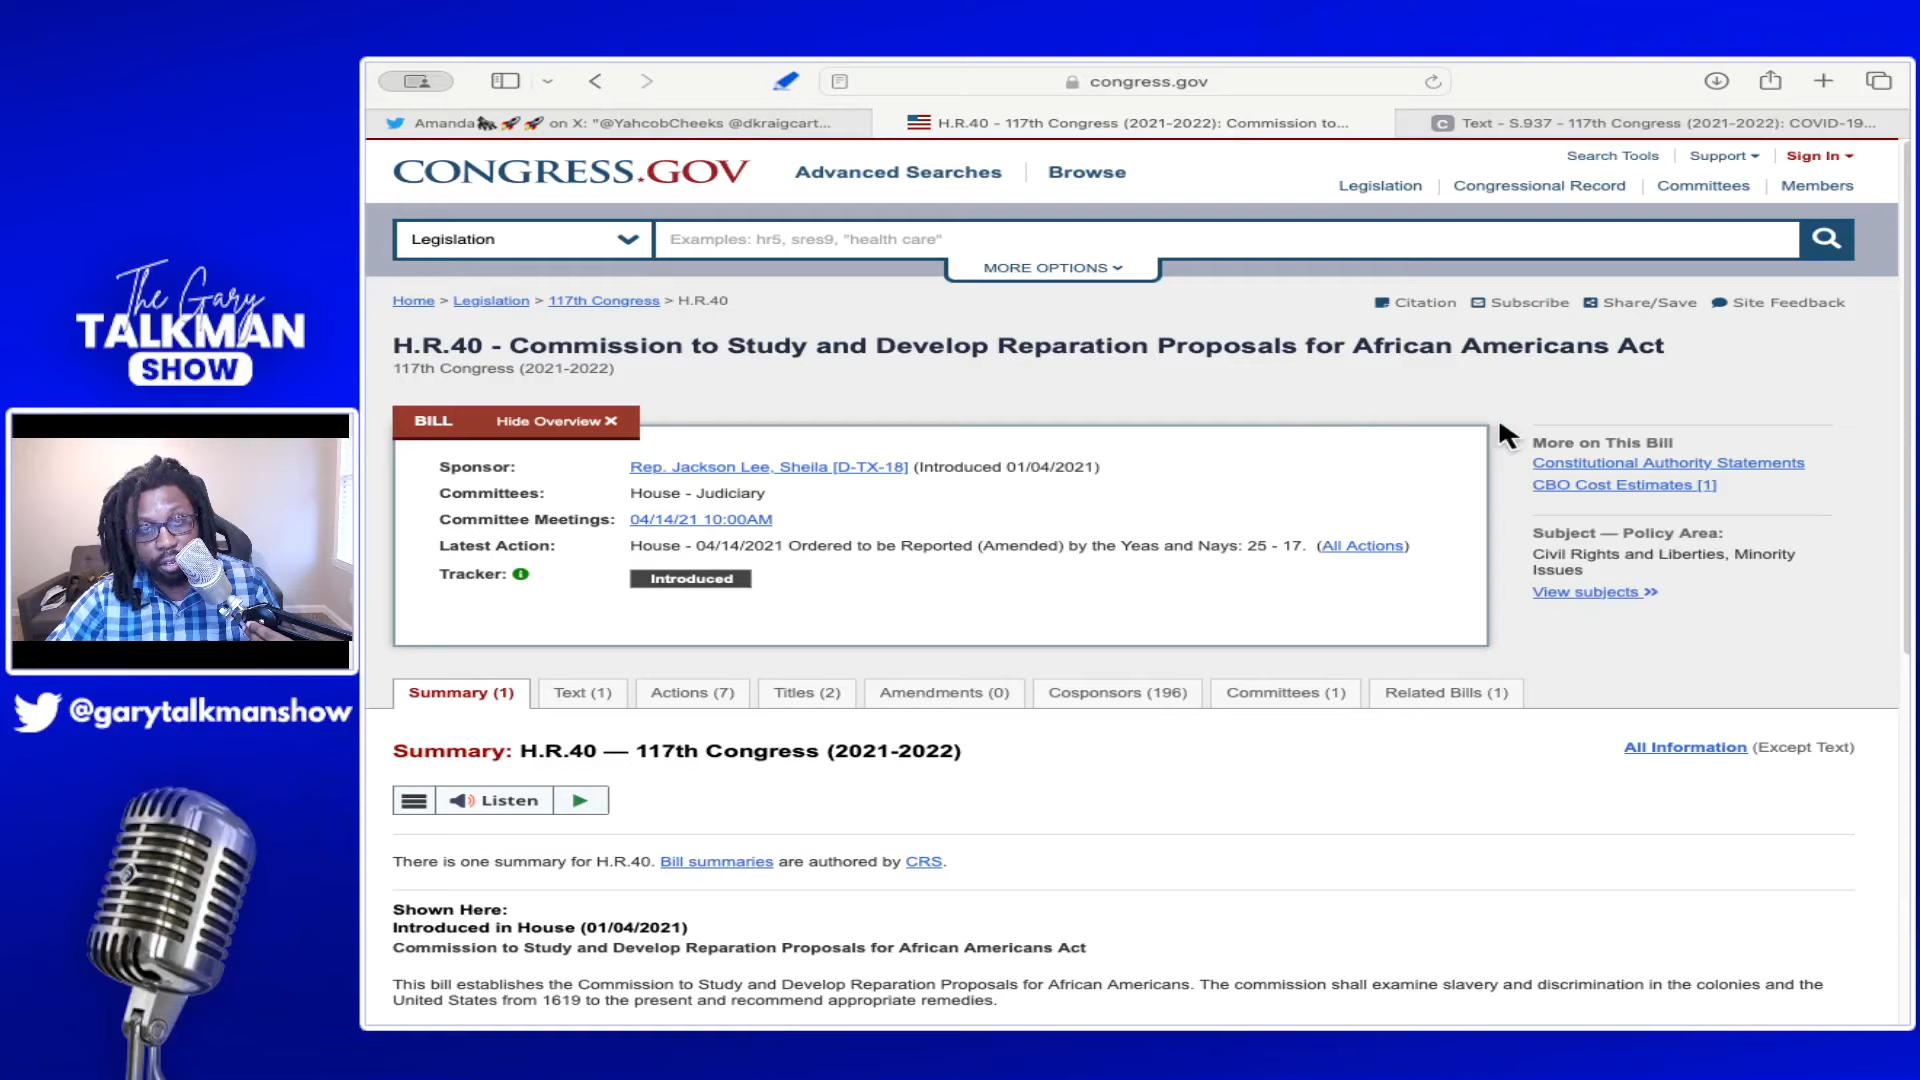 The Gary
TALKMAN
SHOW
@garytalkmanshow
congress.gov
Amanda on X: "@YahcobCheeks @dkraigcart...
H.R.40 - 117th Congress (2021-2022): Commission to...
C Text - S.937 - 117th Congress (2021-2022): COVID-19...
CONGRESS.GOV
Advanced Searches
Browse
Search Tools
Support
Sign In
Legislation
Congressional Record
Committees
Members
Legislation
Examples: hr5, sres9, "health care"
MORE OPTIONS
Home > Legislation > 117th Congress > H.R.40
Citation
Subscribe
Share/Save
Site Feedback
H.R.40 - Commission to Study and Develop Reparation Proposals for African Americans Act
117th Congress (2021-2022)
BILL
Hide Overview ×
Sponsor: Rep. Jackson Lee, Sheila [D-TX-18] (Introduced 01/04/2021)
Committees: House - Judiciary
Committee Meetings: 04/14/21 10:00AM
Latest Action: House - 04/14/2021 Ordered to be Reported (Amended) by the Yeas and Nays: 25 - 17. (All Actions)
Tracker: i
Introduced
More on This Bill
Constitutional Authority Statements
CBO Cost Estimates [1]
Subject — Policy Area:
Civil Rights and Liberties, Minority
Issues
View subjects »
Summary (1)
Text (1)
Actions (7)
Titles (2)
Amendments (0)
Cosponsors (196)
Committees (1)
Related Bills (1)
Summary: H.R.40 — 117th Congress (2021-2022)
All Information (Except Text)
Listen
There is one summary for H.R.40. Bill summaries are authored by CRS.
Shown Here:
Introduced in House (01/04/2021)
Commission to Study and Develop Reparation Proposals for African Americans Act
This bill establishes the Commission to Study and Develop Reparation Proposals for African Americans. The commission shall examine slavery and discrimination in the colonies and the
United States from 1619 to the present and recommend appropriate remedies.